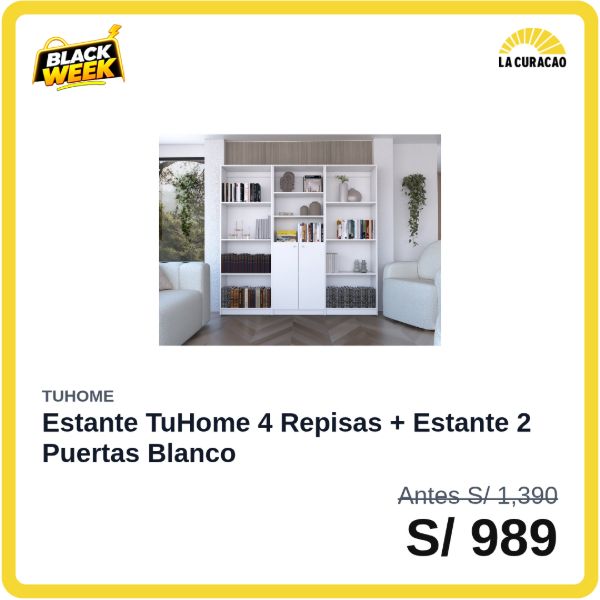 BLACK
WEEK
LA CURACAO
TUHOME
Estante TuHome 4 Repisas + Estante 2
Puertas Blanco
Antes S/ 1,390
S/ 989